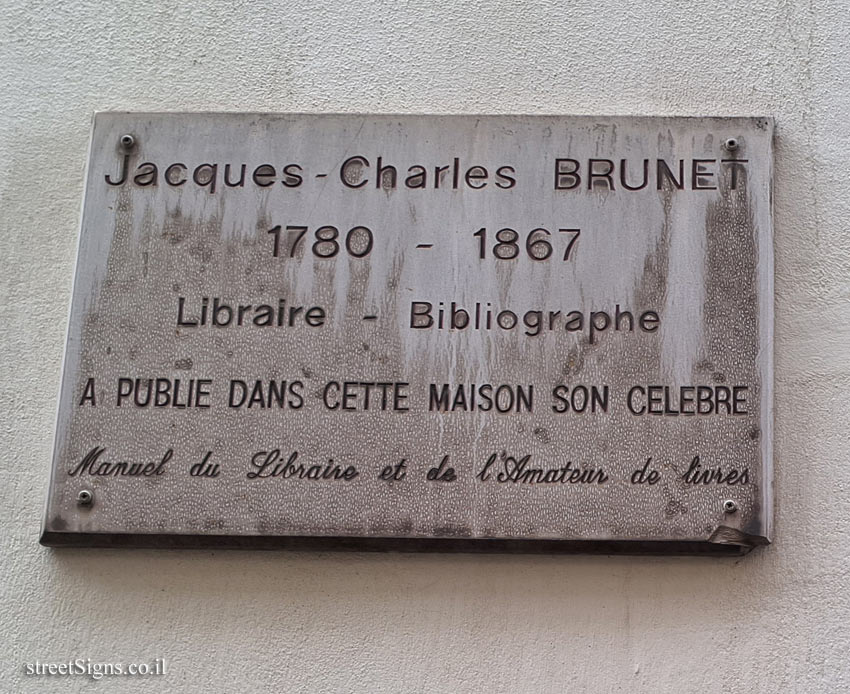 Jacques-Charles BRUNET
1780 - 1867
Libraire - Bibliographe
A PUBLIE DANS CETTE MAISON SON CELEBRE
Manuel du Libraire et de l'Amateur de livres
streetSigns.co.il